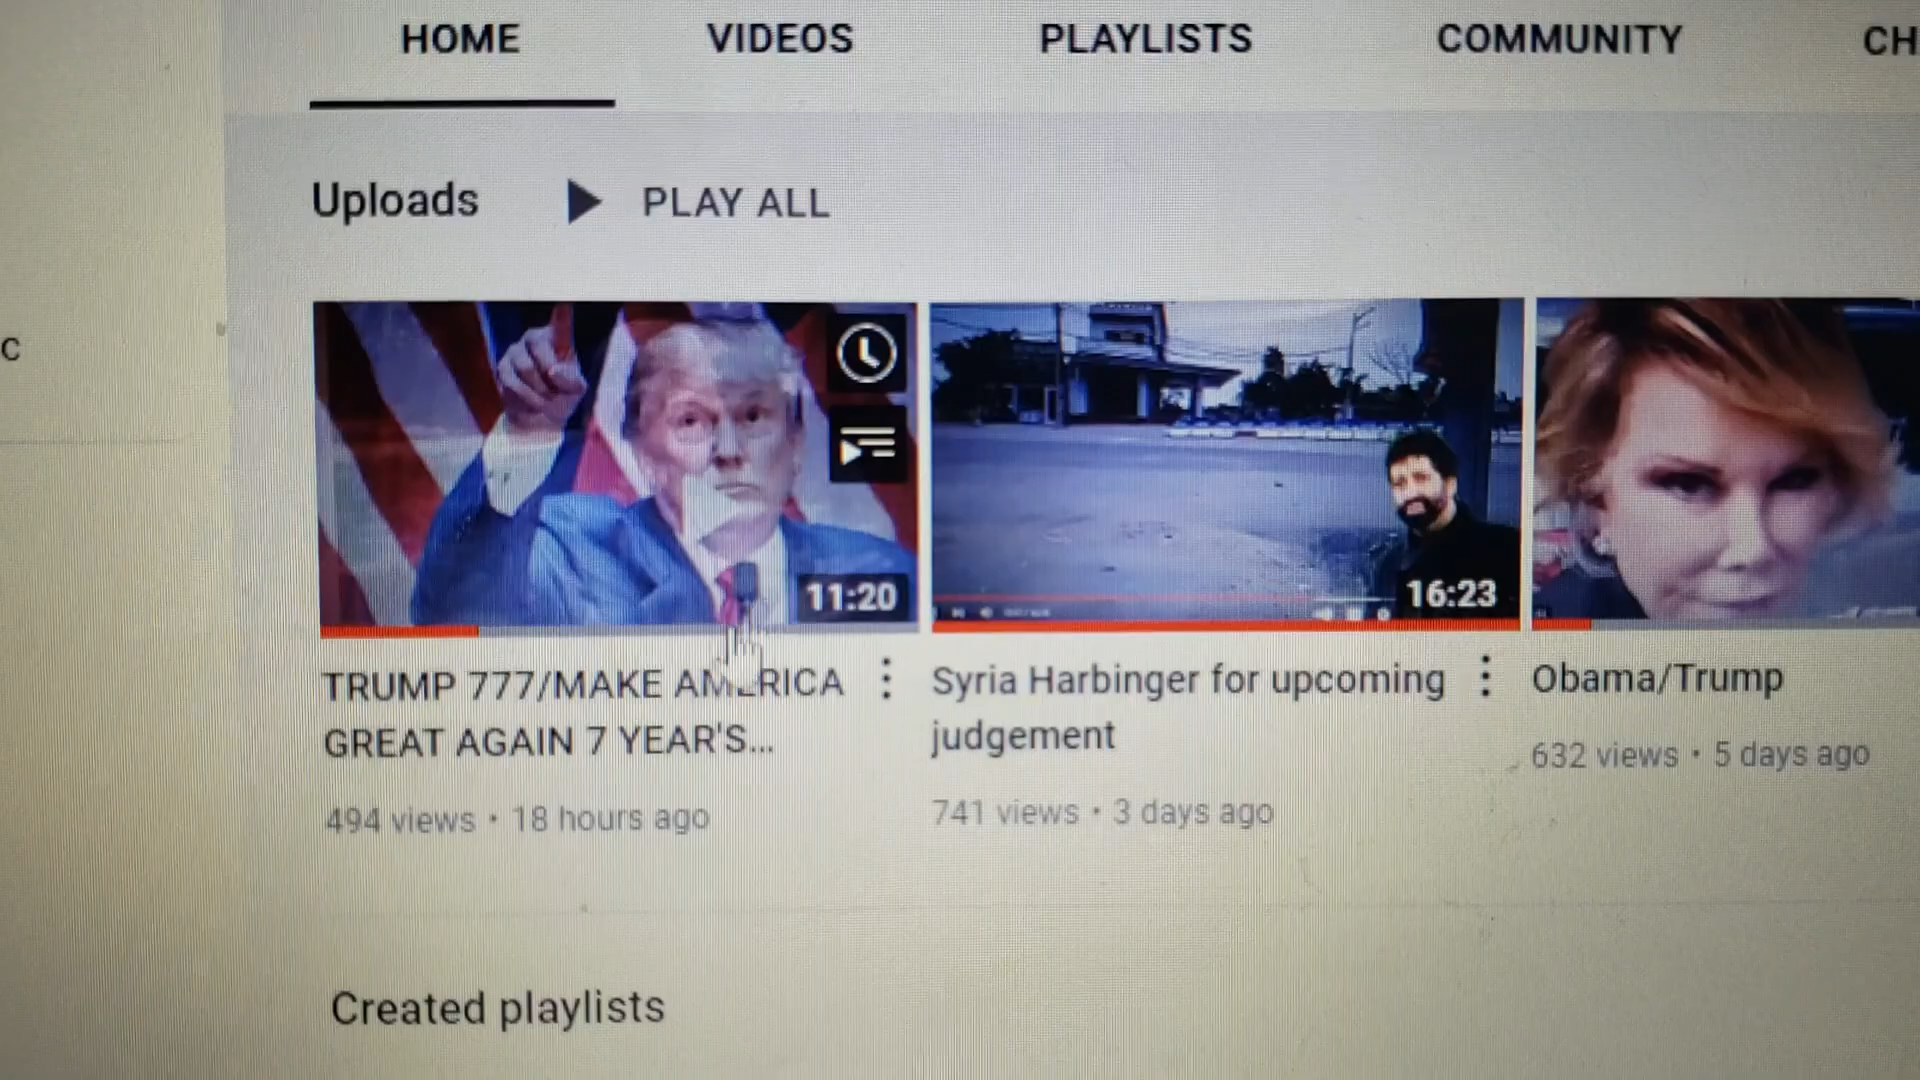 HOME VIDEOS PLAYLISTS COMMUNITY CH
Uploads PLAY ALL
C
11:20
16:23
TRUMP 777/MAKE AMERICA
GREAT AGAIN 7 YEAR'S...
494 views • 18 hours ago
Syria Harbinger for upcoming
judgement
741 views • 3 days ago
Obama/Trump
632 views • 5 days ago
Created playlists